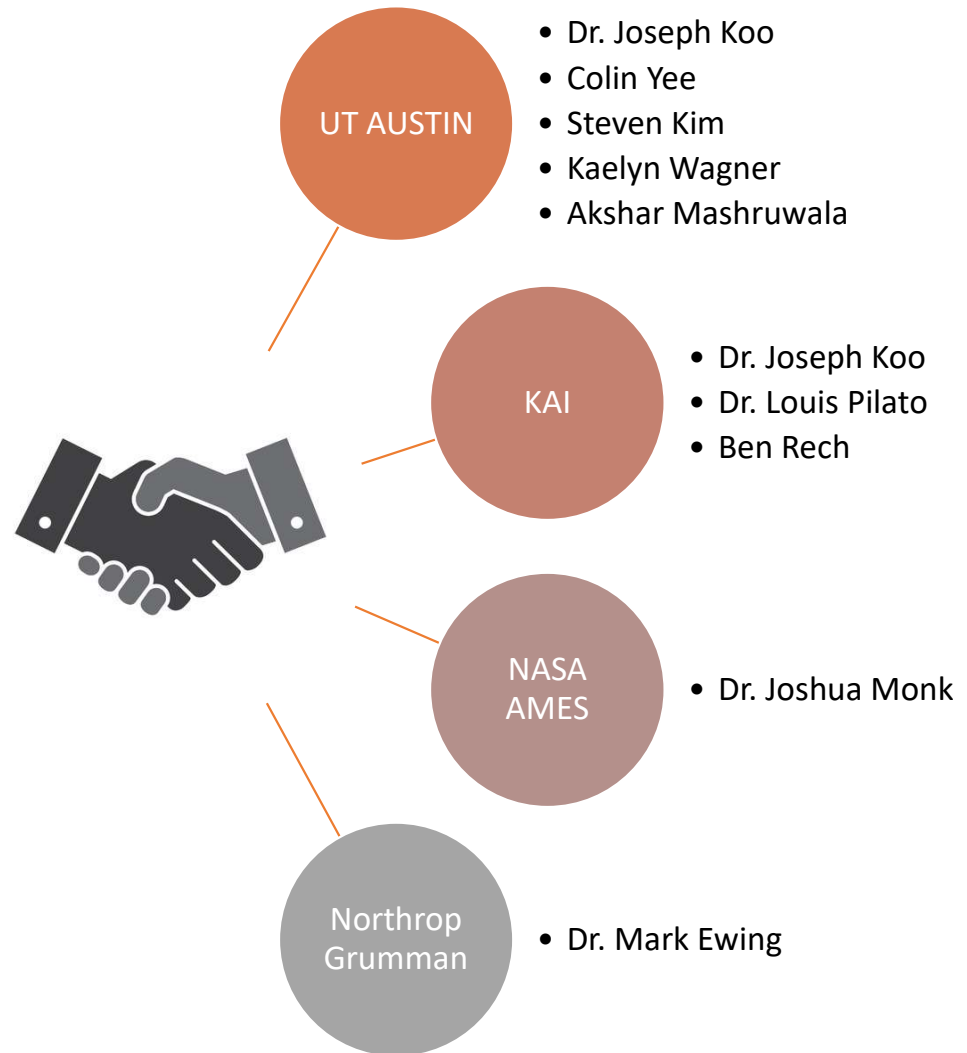 UT AUSTIN
• Dr. Joseph Koo
• Colin Yee
• Steven Kim
• Kaelyn Wagner
• Akshar Mashruwala
KAI
• Dr. Joseph Koo
• Dr. Louis Pilato
• Ben Rech
NASA
AMES
• Dr. Joshua Monk
Northrop
Grumman
• Dr. Mark Ewing